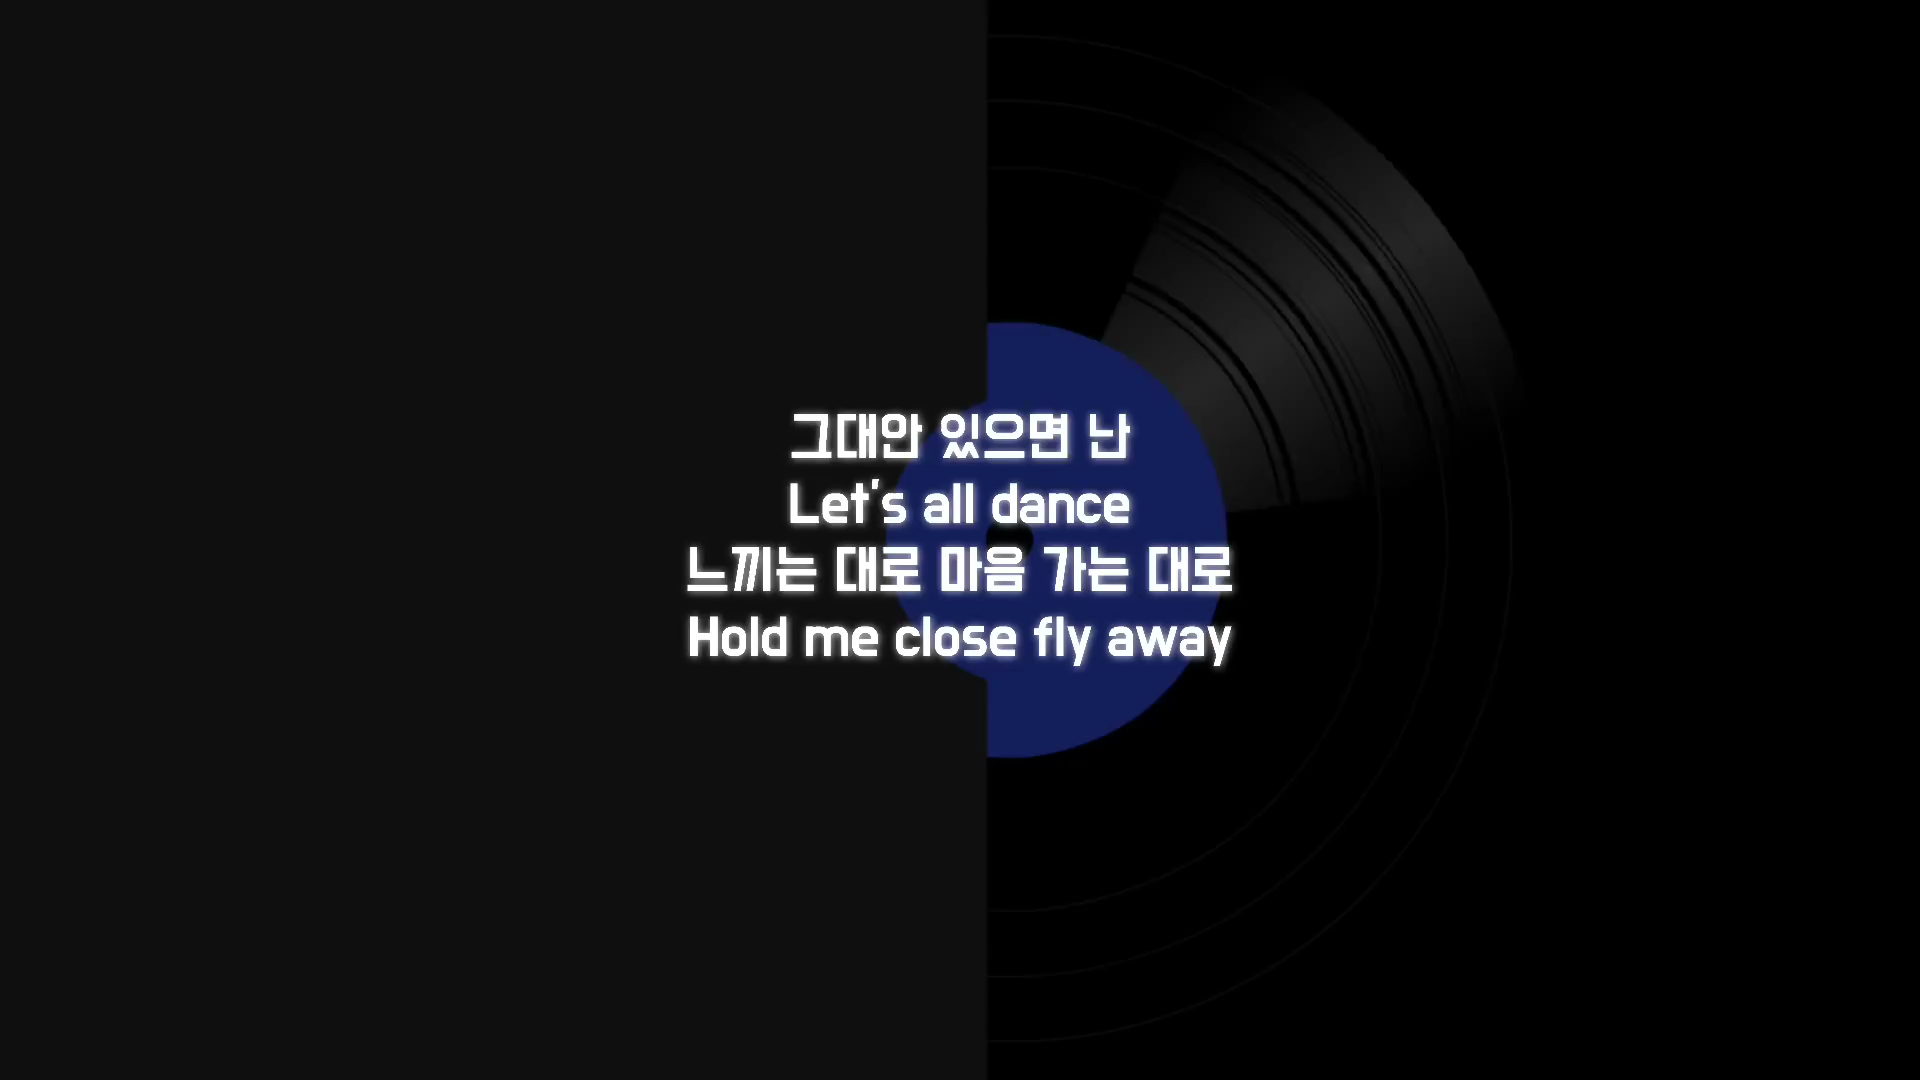 그대안 있으면 난
Let's all dance
느끼는 대로 마음 가는 대로
Hold me close fly away